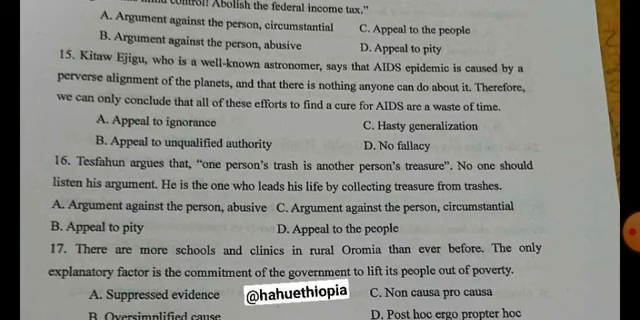 control! Abolish the federal income tax."
A. Argument against the person, circumstantial C. Appeal to the people
B. Argument against the person, abusive D. Appeal to pity
15. Kitaw Ejigu, who is a well-known astronomer, says that AIDS epidemic is caused by a
perverse alignment of the planets, and that there is nothing anyone can do about it. Therefore,
we can only conclude that all of these efforts to find a cure for AIDS are a waste of time.
A. Appeal to ignorance C. Hasty generalization
B. Appeal to unqualified authority D. No fallacy
16. Tesfahun argues that, "one person's trash is another person's treasure". No one should
listen his argument. He is the one who leads his life by collecting treasure from trashes.
A. Argument against the person, abusive C. Argument against the person, circumstantial
B. Appeal to pity D. Appeal to the people
17. There are more schools and clinics in rural Oromia than ever before. The only
explanatory factor is the commitment of the government to lift its people out of poverty.
A. Suppressed evidence C. Non causa pro causa
@hahuethiopia
B. Oversimplified cause D. Post hoc ergo propter hoc